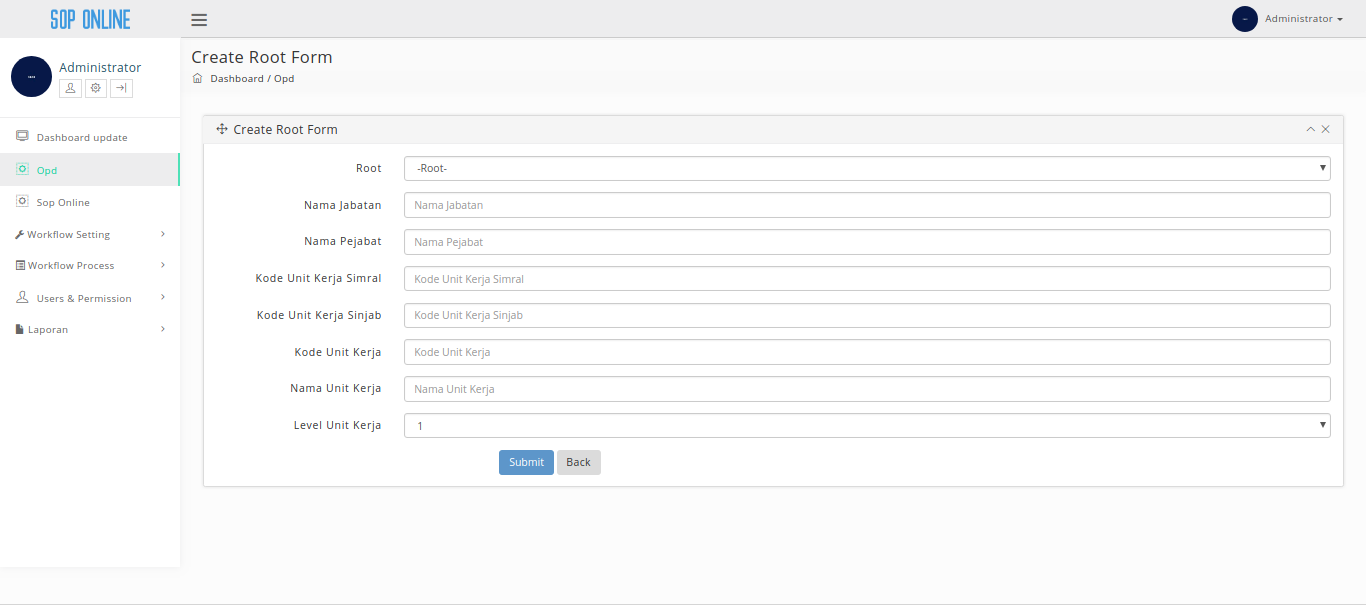 SOP ONLINE
Administrator
Administrator
Dashboard update
Opd
Sop Online
Workflow Setting
Workflow Process
Users & Permission
Laporan
Create Root Form
Dashboard / Opd
Create Root Form
Root
-Root-
Nama Jabatan
Nama Jabatan
Nama Pejabat
Nama Pejabat
Kode Unit Kerja Simral
Kode Unit Kerja Simral
Kode Unit Kerja Sinjab
Kode Unit Kerja Sinjab
Kode Unit Kerja
Kode Unit Kerja
Nama Unit Kerja
Nama Unit Kerja
Level Unit Kerja
1
Submit
Back